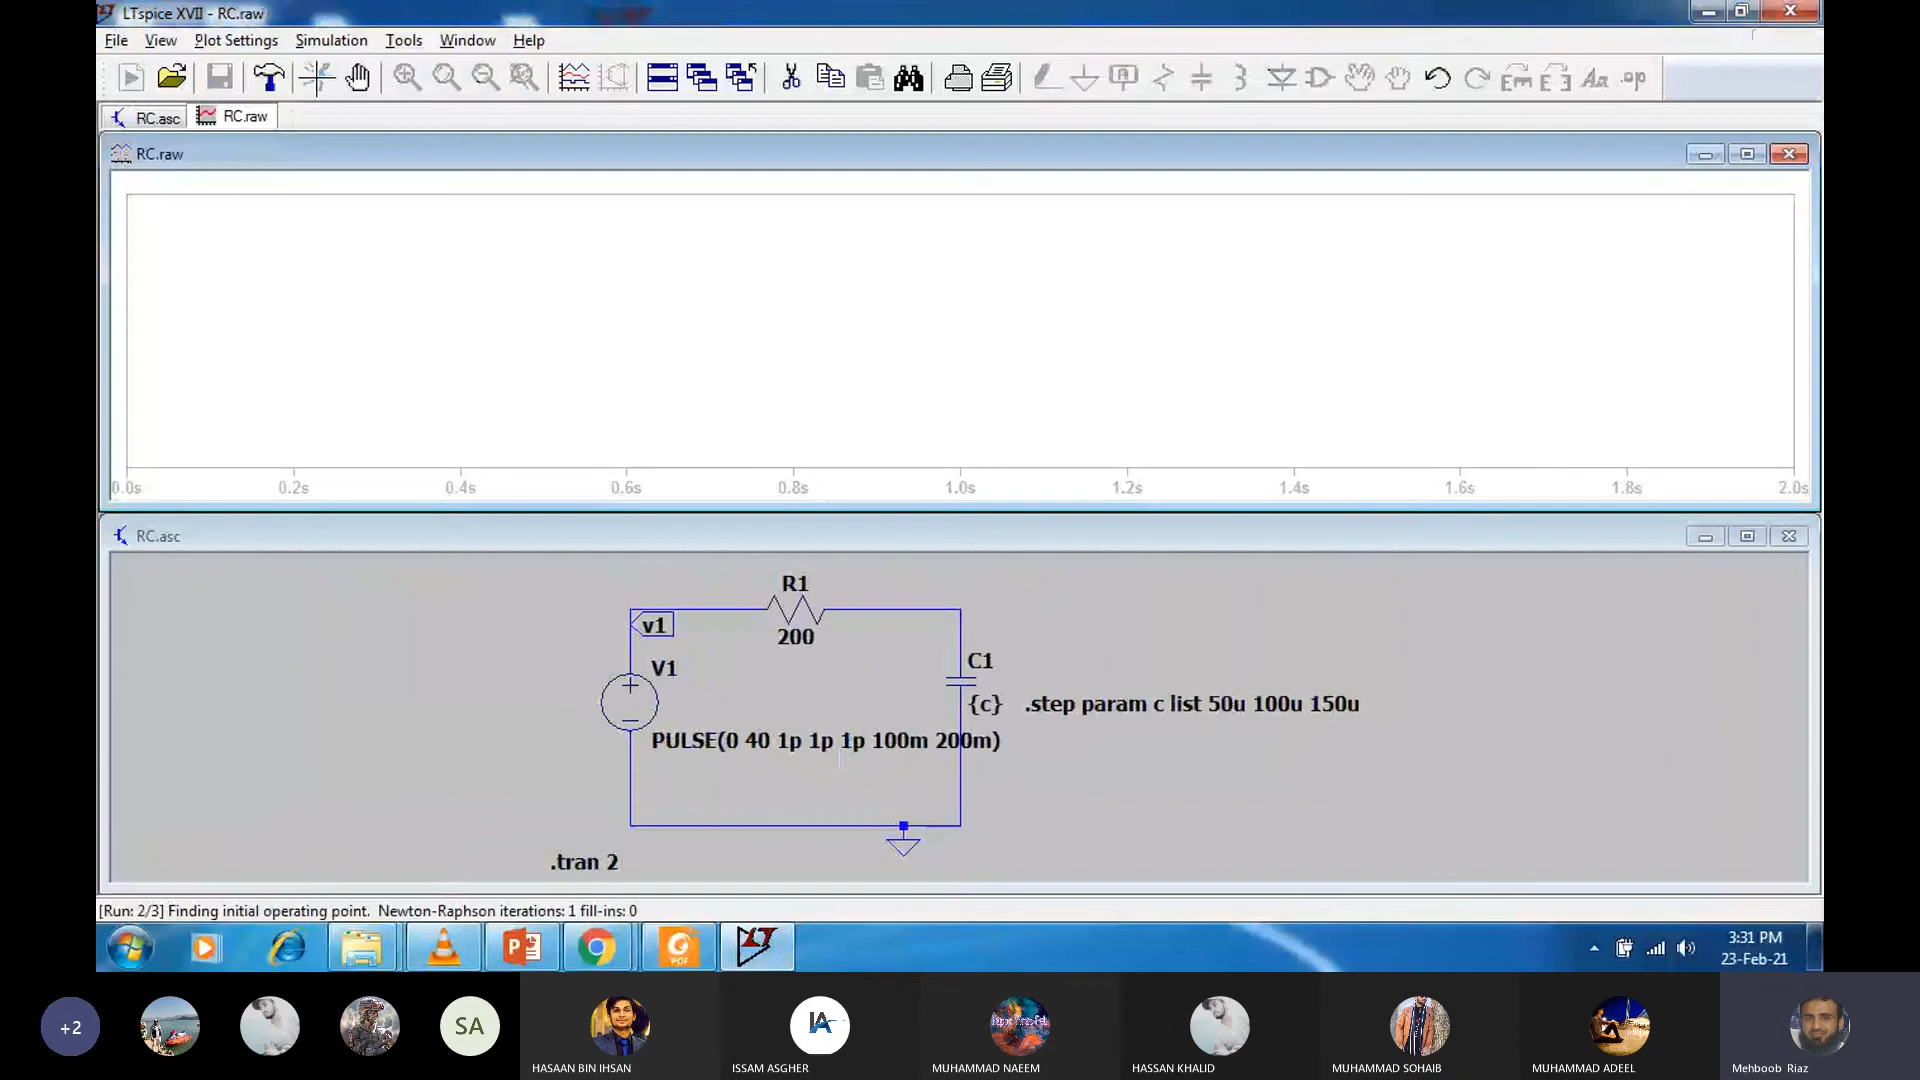 LTspice XVII - RC.raw
File View Plot Settings Simulation Tools Window Help
RC.asc RC.raw
RC.raw
0.0s 0.2s 0.4s 0.6s 0.8s 1.0s 1.2s 1.4s 1.6s 1.8s 2.0s
RC.asc
R1
v1
200
V1
C1
{c} .step param c list 50u 100u 150u
PULSE(0 40 1p 1p 1p 100m 200m)
.tran 2
[Run: 2/3] Finding initial operating point. Newton-Raphson iterations: 1 fill-ins: 0
3:31 PM
23-Feb-21
+2
SA
IA
HASAAN BIN IHSAN
ISSAM ASGHER
MUHAMMAD NAEEM
HASSAN KHALID
MUHAMMAD SOHAIB
MUHAMMAD ADEEL
Mehboob Riaz